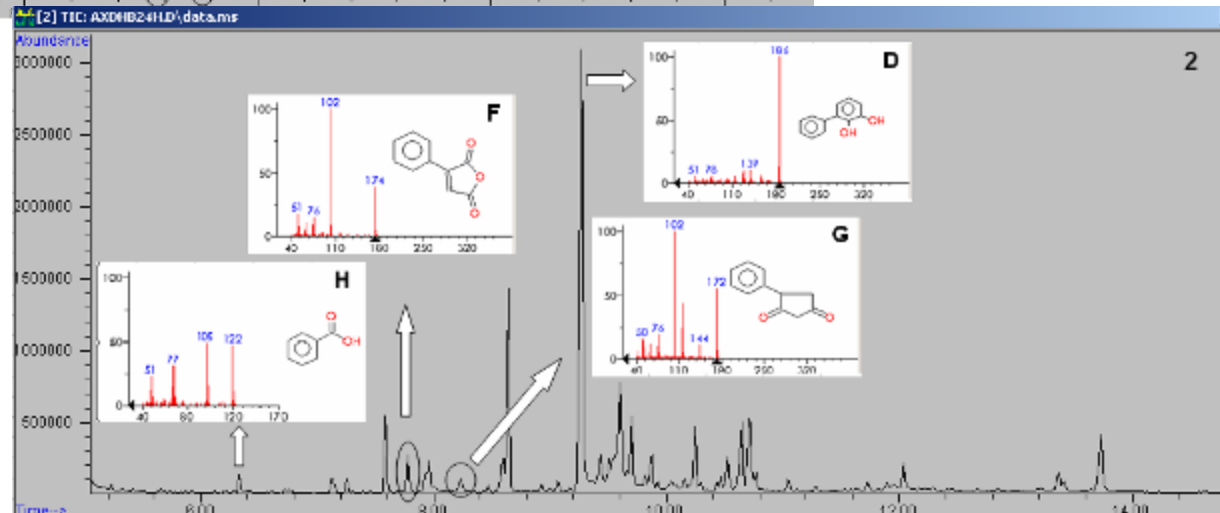 [2] TIC: AXDHB24H.D\data.ms
Abundance
3000000
2500000
2000000
1500000
1000000
500000
Time-->
6.00
8.00
10.00
12.00
14.00
2
F
102
174
51 76
100
50
0
40 110 180 250 320
O
O
O
D
186
100
50
0
51 76 139
40 110 180 250 320
OH
OH
G
102
172
144
50 76
100
50
0
40 110 180 250 320
O
O
H
105 122
77
51
100
50
0
40 80 120 170
O
OH